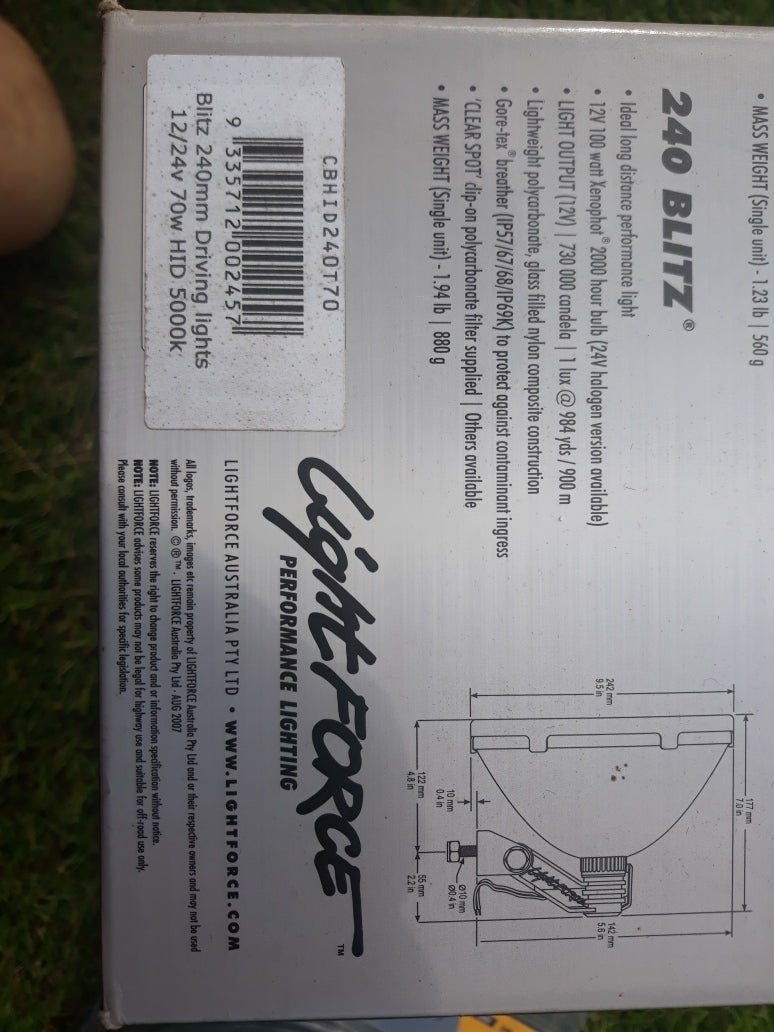 • MASS WEIGHT (Single unit) - 1.23 lb | 560 g
240 BLITZ®
• Ideal long distance performance light
• 12V 100 watt Xenophot® 2000 hour bulb (24V halogen version available)
• LIGHT OUTPUT (12V) | 730 000 candela | 1 lux @ 984 yds / 900 m
• Lightweight polycarbonate, glass filled nylon composite construction
• Gore-tex® breather (IP57/67/68/IP69K) to protect against contaminant ingress
• 'CLEAR SPOT' clip-on polycarbonate filter supplied | Others available
• MASS WEIGHT (Single unit) - 1.94 lb | 880 g
177 mm
7.0 in
242 mm
9.5 in
142 mm
5.6 in
10 mm
0.4 in
Ø10 mm
Ø0.4 in
122 mm
4.8 in
55 mm
2.2 in
LightFORCE
CBHID240T70
9 335712 002457
Blitz 240mm Driving lights
12/24v 70w HID 5000k
LightFORCE™
PERFORMANCE LIGHTING
LIGHTFORCE AUSTRALIA PTY LTD • WWW.LIGHTFORCE.COM
All logos, trademarks, images etc remain property of LIGHTFORCE Australia Pty Ltd and or their respective owners and may not be used
without permission. © ® ™. LIGHTFORCE Australia Pty Ltd - AUG 2007
NOTE: LIGHTFORCE reserves the right to change product and or information specification without notice.
NOTE: LIGHTFORCE advises some products may not be legal for highway use and suitable for off-road use only.
Please consult with your local authorities for specific legislation.